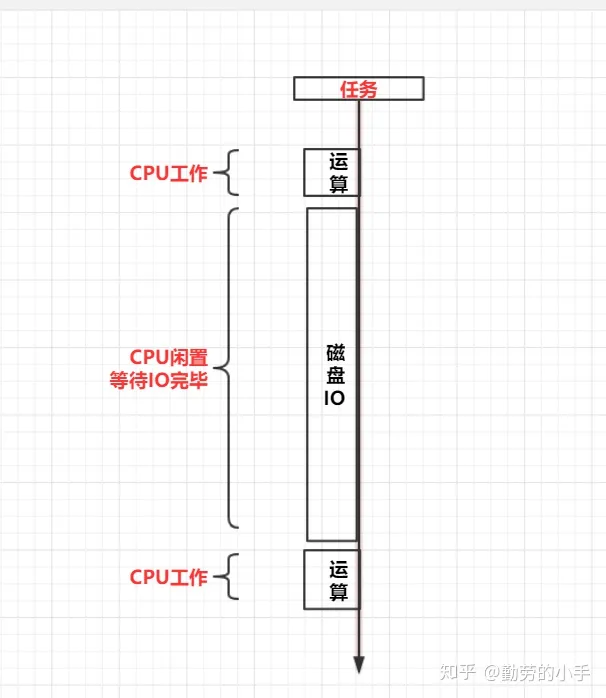 任务
CPU工作
运
算
CPU闲置
等待IO完毕
磁
盘
IO
CPU工作
运
算
知乎 @勤劳的小手